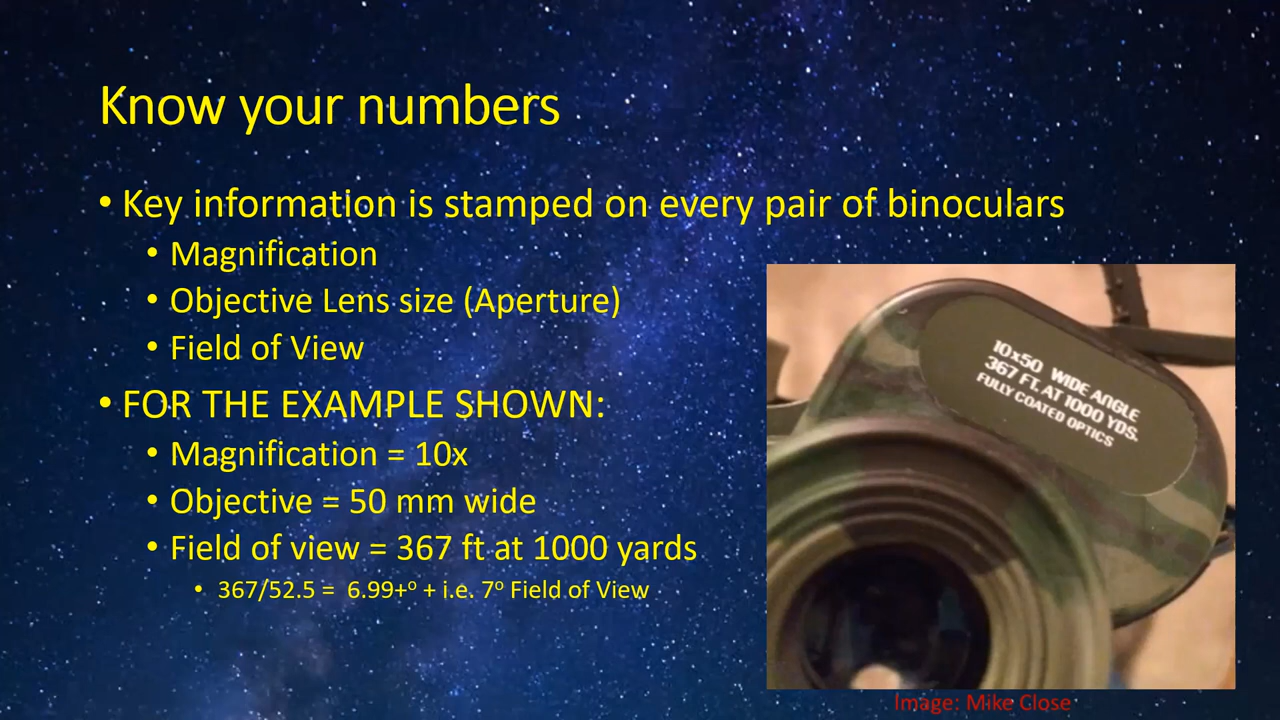 Know your numbers
• Key information is stamped on every pair of binoculars
• Magnification
• Objective Lens size (Aperture)
• Field of View
• FOR THE EXAMPLE SHOWN:
• Magnification = 10x
• Objective = 50 mm wide
• Field of view = 367 ft at 1000 yards
• 367/52.5 = 6.99+º + i.e. 7º Field of View
10x50 WIDE ANGLE
367 FT. AT 1000 YDS.
FULLY COATED OPTICS
Image: Mike Close